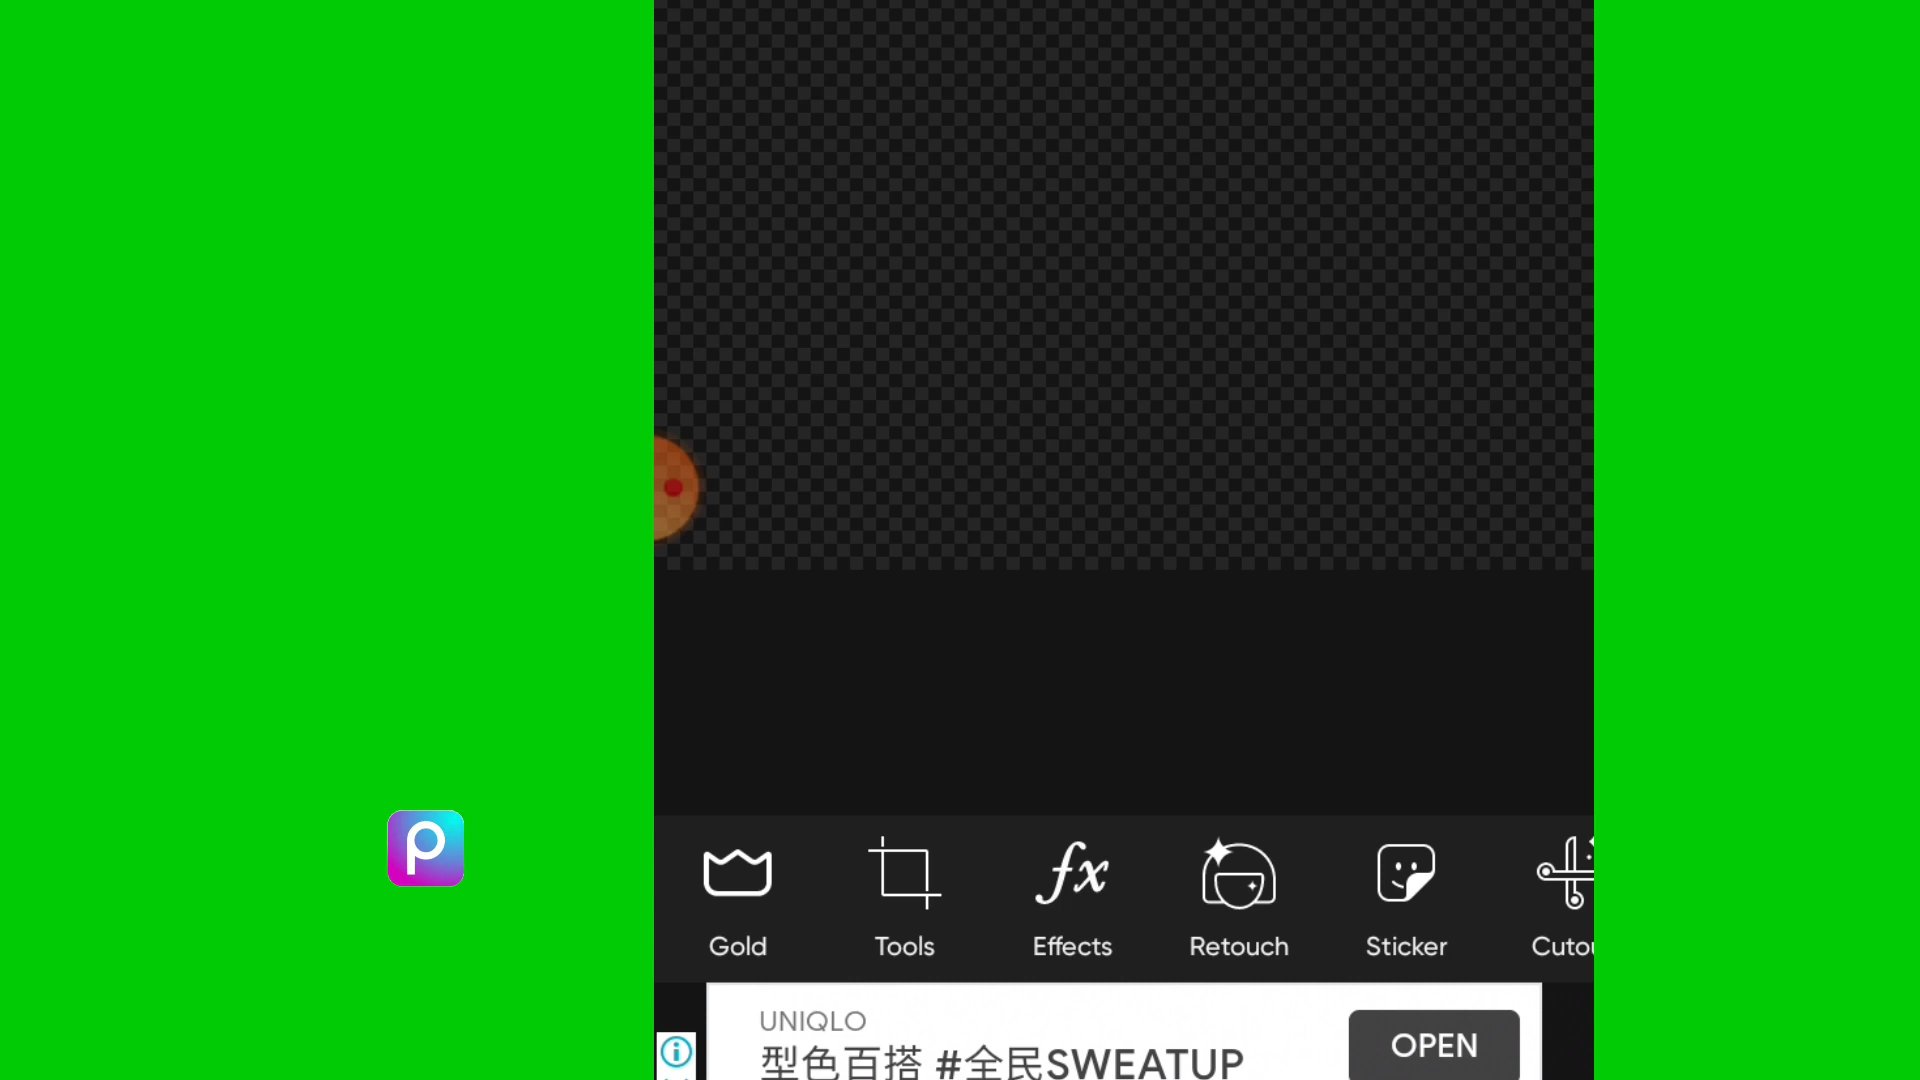 Gold Tools Effects Retouch Sticker Cutou
UNIQLO
型色百搭 #全民SWEATUP
OPEN